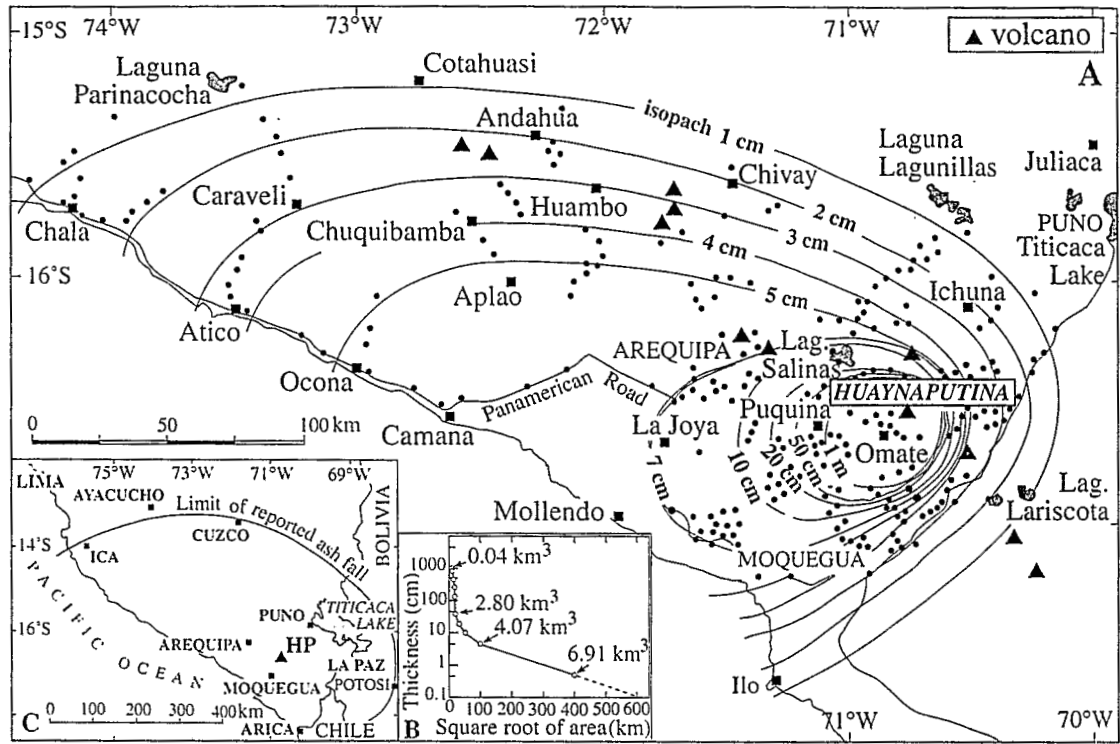 15°S
74°W
73°W
72°W
71°W
▲ volcano
A
Laguna
Parinacocha
Cotahuasi
Andahua
isopach 1 cm
Laguna
Lagunillas
Juliaca
Chivay
2 cm
Caraveli
Huambo
3 cm
PUNO
Titicaca
Lake
Chala
Chuquibamba
4 cm
16°S
Aplao
5 cm
Ichuna
Atico
AREQUIPA
Lag.
Salinas
Ocona
Panamerican
Road
HUAYNAPUTINA
0 50 100 km
Camana
La Joya
Puquina
Omate
7 cm
10 cm
20 cm
50 cm
1 m
Mollendo
Lag.
Lariscota
MOQUEGUA
Ilo
71°W
70°W
75°W
73°W
71°W
69°W
LIMA
AYACUCHO
Limit of reported ash fall
CUZCO
BOLIVIA
14°S
ICA
PACIFIC OCEAN
PUNO
TITICACA
LAKE
16°S
AREQUIPA
HP
LA PAZ
MOQUEGUA
POTOSI
0 100 200 300 400km
C
ARICA
CHILE
Thickness (cm)
1000
100
10
1
0.1
0.04 km³
2.80 km³
4.07 km³
6.91 km³
0 100 200 300 400 500 600
B
Square root of area (km)